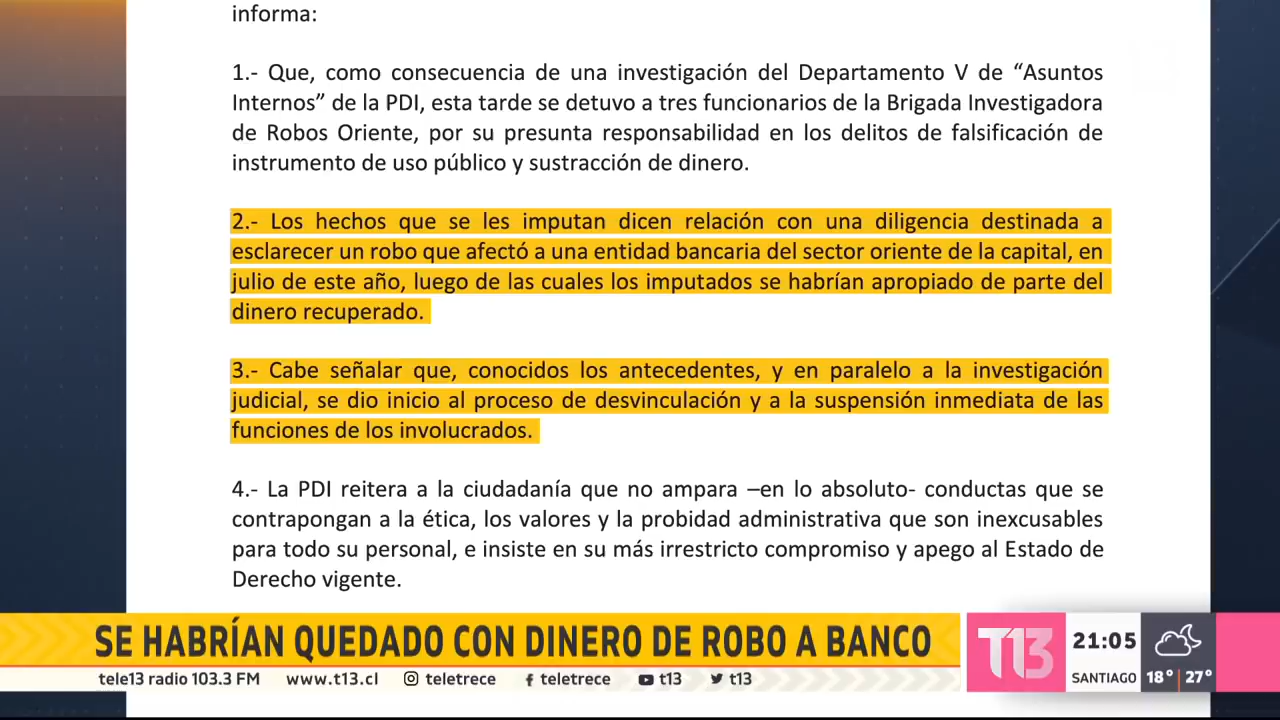 informa:
1.- Que, como consecuencia de una investigación del Departamento V de “Asuntos
Internos” de la PDI, esta tarde se detuvo a tres funcionarios de la Brigada Investigadora
de Robos Oriente, por su presunta responsabilidad en los delitos de falsificación de
instrumento de uso público y sustracción de dinero.
2.- Los hechos que se les imputan dicen relación con una diligencia destinada a
esclarecer un robo que afectó a una entidad bancaria del sector oriente de la capital, en
julio de este año, luego de las cuales los imputados se habrían apropiado de parte del
dinero recuperado.
3.- Cabe señalar que, conocidos los antecedentes, y en paralelo a la investigación
judicial, se dio inicio al proceso de desvinculación y a la suspensión inmediata de las
funciones de los involucrados.
4.- La PDI reitera a la ciudadanía que no ampara –en lo absoluto- conductas que se
contrapongan a la ética, los valores y la probidad administrativa que son inexcusables
para todo su personal, e insiste en su más irrestricto compromiso y apego al Estado de
Derecho vigente.
SE HABRÍAN QUEDADO CON DINERO DE ROBO A BANCO
T13 21:05
SANTIAGO 18° 27°
tele13 radio 103.3 FM www.t13.cl teletrece teletrece t13 t13